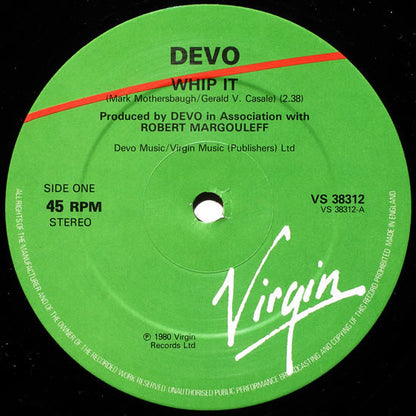 DEVO
WHIP IT
(Mark Mothersbaugh/Gerald V. Casale) (2.38)
Produced by DEVO in Association with
ROBERT MARGOULEFF
Devo Music/Virgin Music (Publishers) Ltd
SIDE ONE
45 RPM
STEREO
VS 38312
VS 38312-A
Virgin
℗ 1980 Virgin
Records Ltd
ALL RIGHTS OF THE MANUFACTURER AND OF THE OWNER OF THE RECORDED WORK RESERVED. UNAUTHORISED PUBLIC PERFORMANCE BROADCASTING AND COPYING OF THIS RECORD PROHIBITED. MADE IN ENGLAND